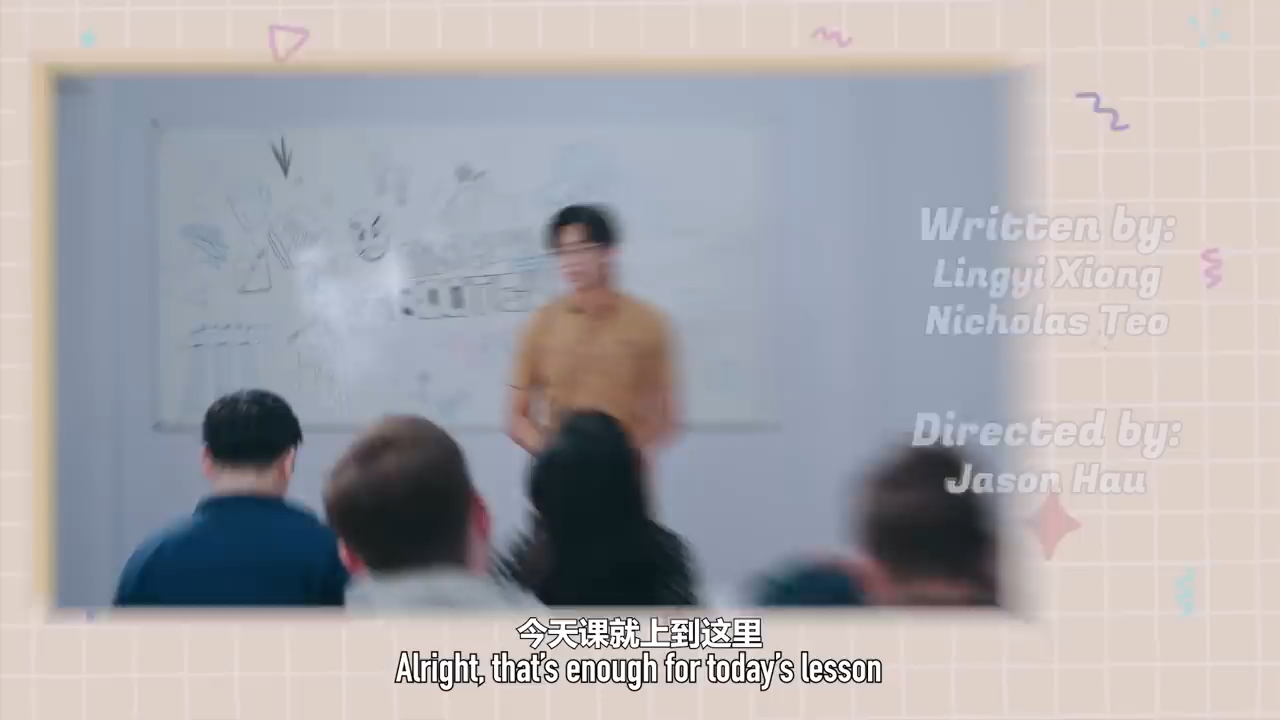 Written by:
Lingyi Xiong
Nicholas Teo
Directed by:
Jason Hau
今天课就上到这里
Alright, that's enough for today's lesson